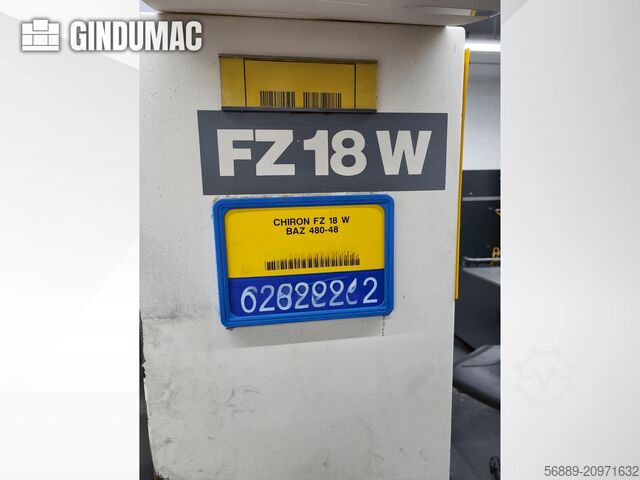 GINDUMAC
FZ 18 W
CHIRON FZ 18 W
BAZ 480-48
56889-20971632